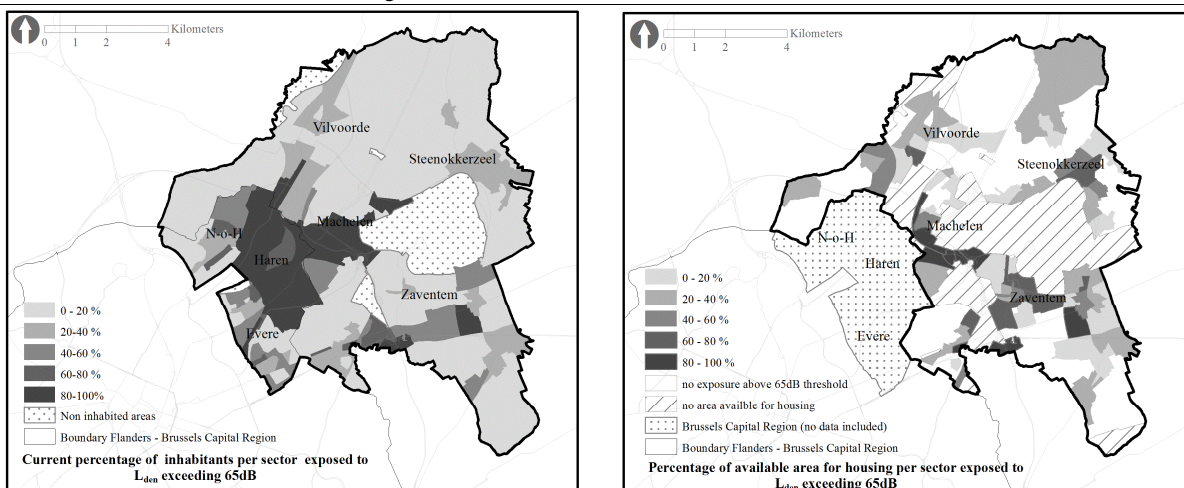 Kilometers
0 1 2 4
Vilvoorde
Steenokkerzeel
Machelen
N-o-H
Haren
Zaventem
Evere
0 - 20 %
20-40 %
40-60 %
60-80 %
80-100%
Non inhabited areas
Boundary Flanders - Brussels Capital Region
Current percentage of inhabitants per sector exposed to
Lden exceeding 65dB
Kilometers
0 1 2 4
Vilvoorde
Steenokkerzeel
Machelen
N-o-H
Haren
Zaventem
Evere
0 - 20 %
20 - 40 %
40 - 60 %
60 - 80 %
80 - 100 %
no exposure above 65dB threshold
no area availble for housing
Brussels Capital Region (no data included)
Boundary Flanders - Brussels Capital Region
Percentage of available area for housing per sector exposed to
Lden exceeding 65dB